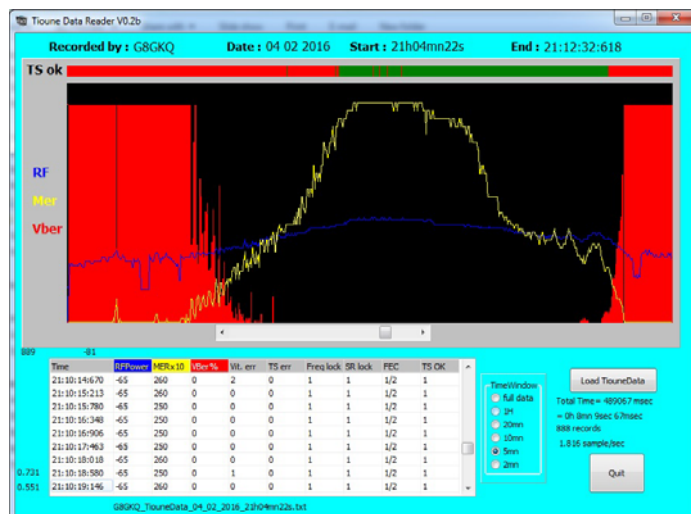 Tioune Data Reader V0.2b
Recorded by : G8GKQ Date : 04 02 2016 Start : 21h04mn22s End : 21:12:32:618
TS ok
RF
Mer
Vber
889 -81
Time RFPower MERx10 VBer% Vit. err TS err Freq lock SR lock FEC TS OK
21:10:14:670 -65 260 0 2 0 1 1 1/2 1
21:10:15:213 -65 260 0 0 0 1 1 1/2 1
21:10:15:780 -65 250 0 0 0 1 1 1/2 1
21:10:16:348 -65 250 0 0 0 1 1 1/2 1
21:10:16:906 -65 250 0 0 0 1 1 1/2 1
21:10:17:463 -65 250 0 0 0 1 1 1/2 1
21:10:18:018 -65 260 0 0 0 1 1 1/2 1
21:10:18:580 -65 250 0 1 0 1 1 1/2 1
21:10:19:146 -65 260 0 0 0 1 1 1/2 1
0.731
0.551
TimeWindow
full data
1H
20mn
10mn
5mn
2mn
Load TiouneData
Total Time = 489067 msec
= 0h 8mn 9sec 67msec
888 records
1.816 sample/sec
Quit
G8GKQ_TiouneData_04_02_2016_21h04mn22s.txt